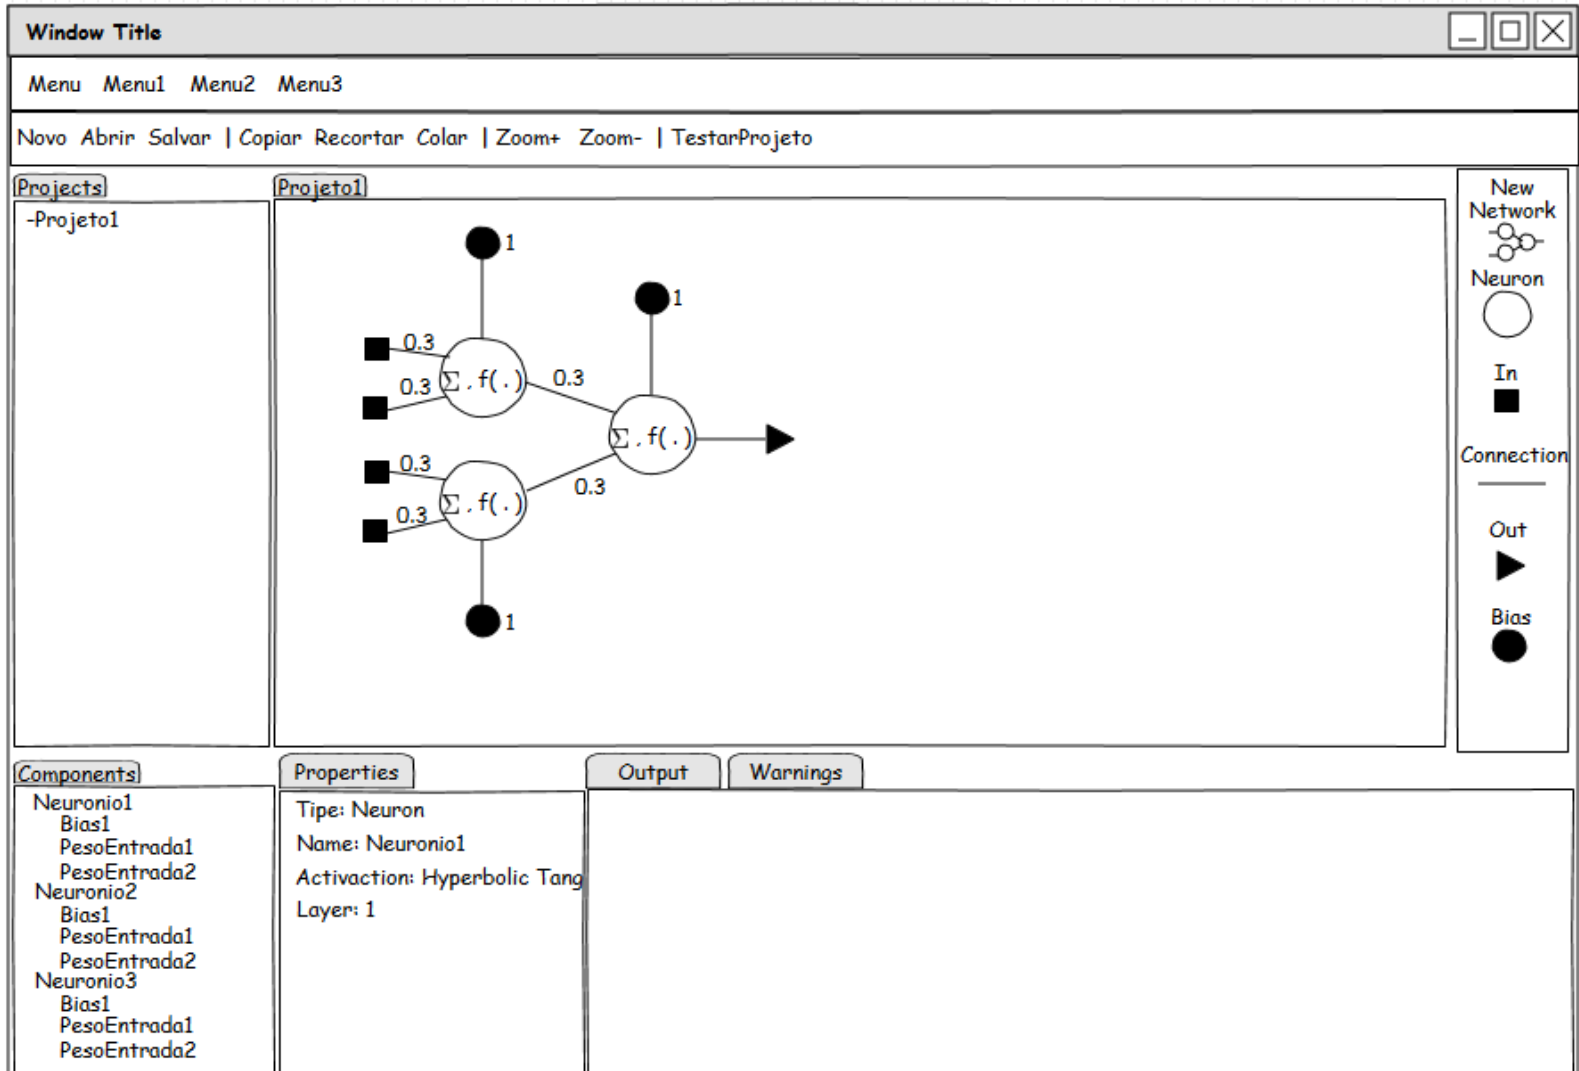 Window Title
Menu Menu1 Menu2 Menu3
Novo Abrir Salvar | Copiar Recortar Colar | Zoom+ Zoom- | TestarProjeto
Projects
-Projeto1
Projeto1
1
1
0.3
0.3
Σ, f(.)
0.3
Σ, f(.)
0.3
0.3
Σ, f(.)
0.3
1
New
Network
Neuron
In
Connection
Out
Bias
Components
Neuronio1
Bias1
PesoEntrada1
PesoEntrada2
Neuronio2
Bias1
PesoEntrada1
PesoEntrada2
Neuronio3
Bias1
PesoEntrada1
PesoEntrada2
Properties
Tipe: Neuron
Name: Neuronio1
Activaction: Hyperbolic Tang
Layer: 1
Output
Warnings